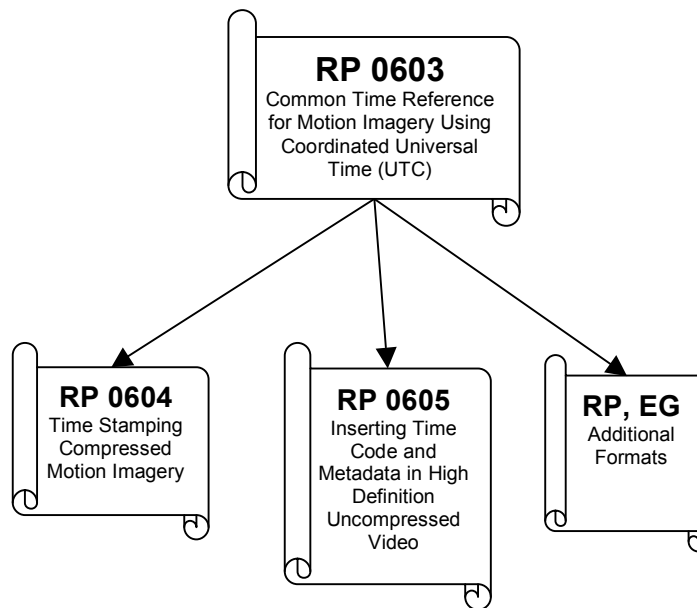 RP 0603
Common Time Reference
for Motion Imagery Using
Coordinated Universal
Time (UTC)
RP 0604
Time Stamping
Compressed
Motion Imagery
RP 0605
Inserting Time
Code and
Metadata in High
Definition
Uncompressed
Video
RP, EG
Additional
Formats